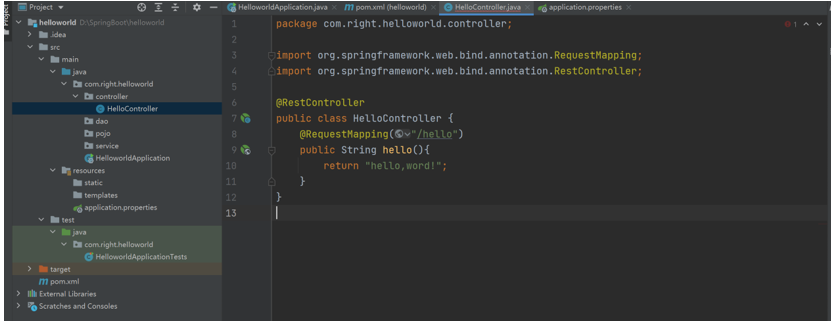 Project
Project
HelloworldApplication.java
pom.xml (helloworld)
HelloController.java
application.properties
helloworld D:\SpringBoot\helloworld
.idea
src
main
java
com.right.helloworld
controller
HelloController
dao
pojo
service
HelloworldApplication
resources
static
templates
application.properties
test
java
com.right.helloworld
HelloworldApplicationTests
target
pom.xml
External Libraries
Scratches and Consoles
1
1 package com.right.helloworld.controller;
2
3 import org.springframework.web.bind.annotation.RequestMapping;
4 import org.springframework.web.bind.annotation.RestController;
5
6 @RestController
7 public class HelloController {
8 @RequestMapping("/hello")
9 public String hello(){
10 return "hello,word!";
11 }
12 }
13